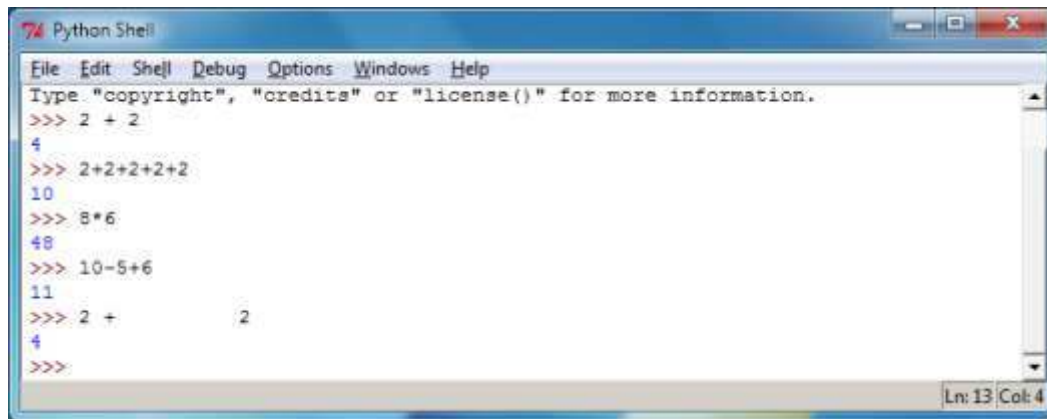 Python Shell
File Edit Shell Debug Options Windows Help
Type "copyright", "credits" or "license()" for more information.
>>> 2 + 2
4
>>> 2+2+2+2+2
10
>>> 8*6
48
>>> 10-5+6
11
>>> 2 +            2
4
>>>
Ln: 13 Col: 4